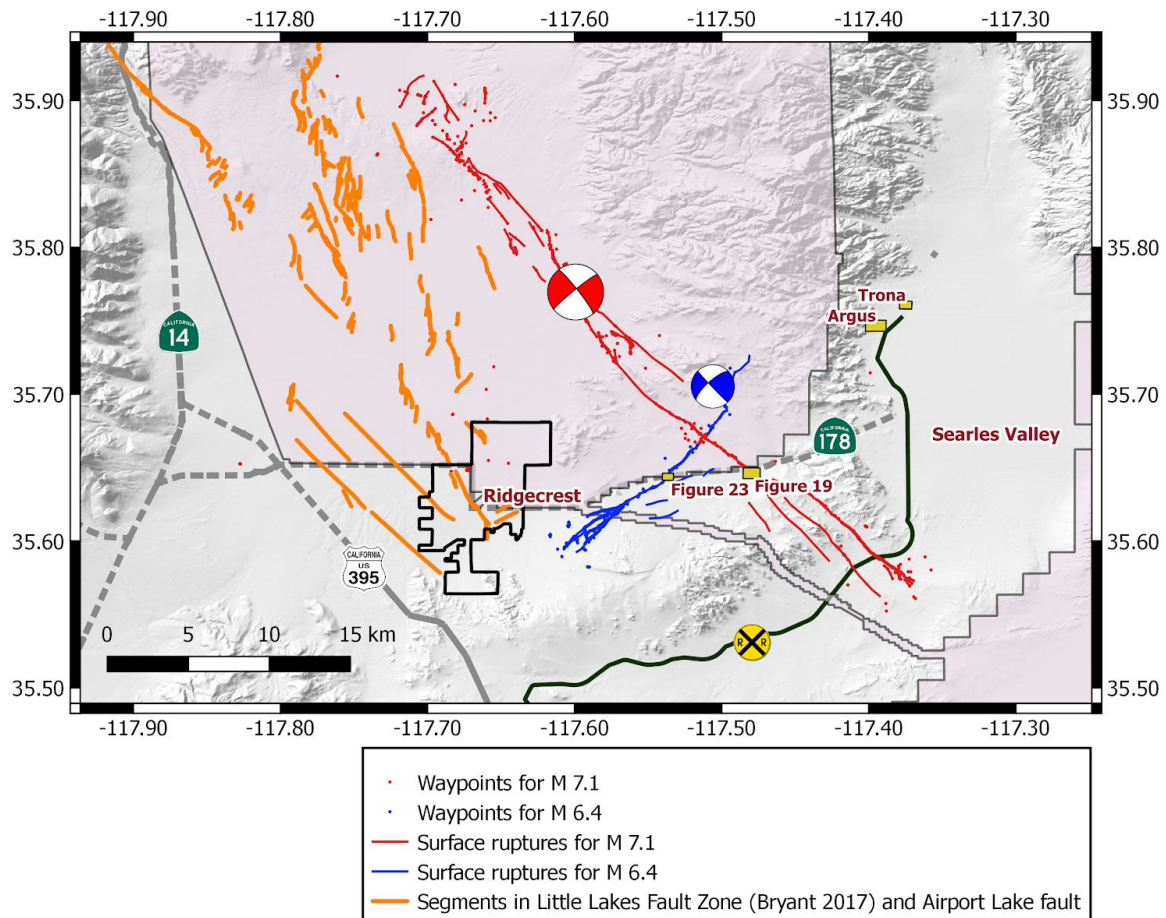 -117.90 -117.80 -117.70 -117.60 -117.50 -117.40 -117.30
35.90 35.90
35.80 35.80
Trona
Argus
CALIFORNIA
14
35.70 35.70
CALIFORNIA
178
Searles Valley
Ridgecrest
Figure 23
Figure 19
35.60 35.60
CALIFORNIA
US
395
0 5 10 15 km
R R
35.50 35.50
-117.90 -117.80 -117.70 -117.60 -117.50 -117.40 -117.30
Waypoints for M 7.1
Waypoints for M 6.4
Surface ruptures for M 7.1
Surface ruptures for M 6.4
Segments in Little Lakes Fault Zone (Bryant 2017) and Airport Lake fault